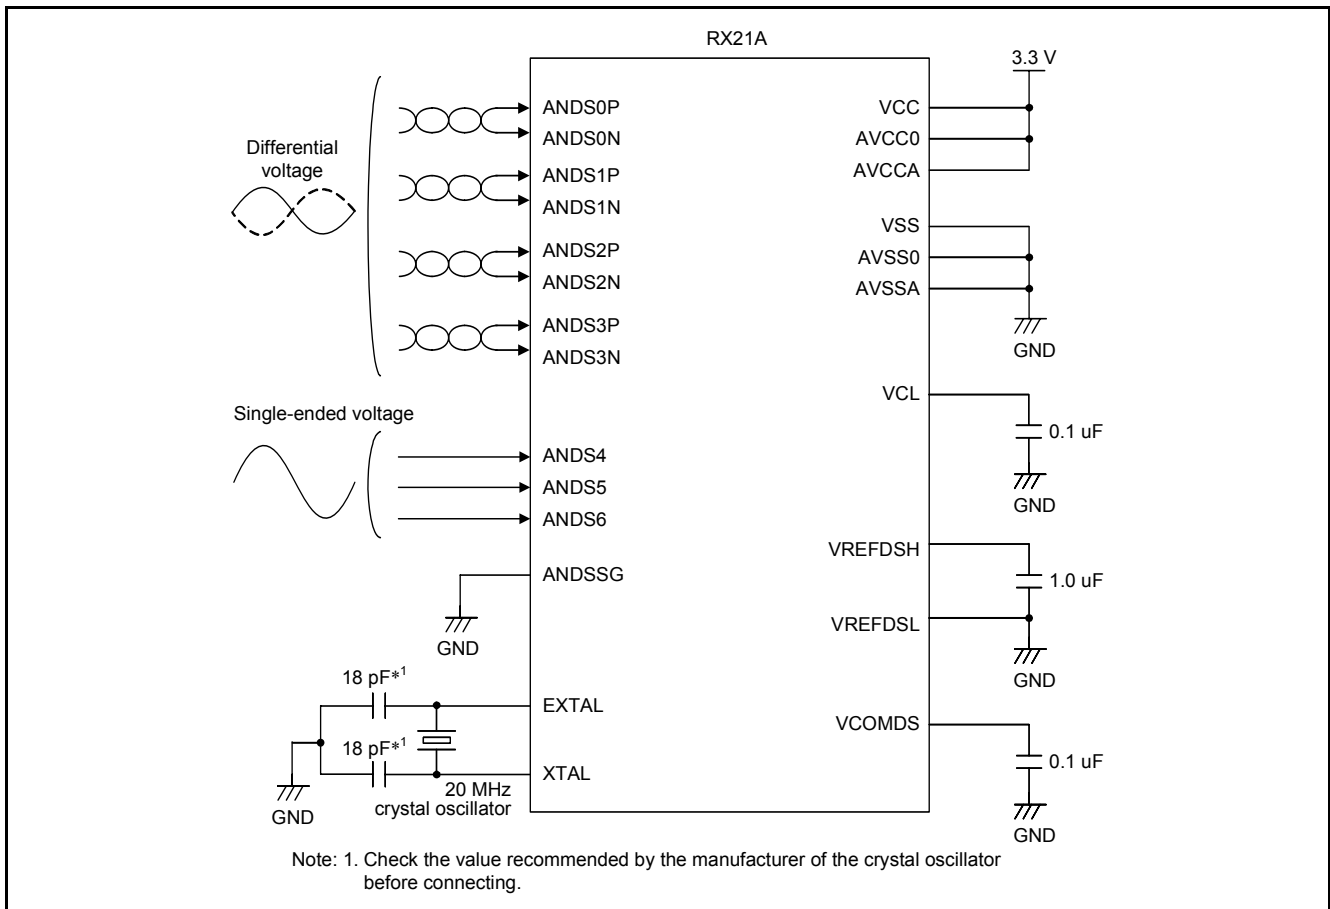 RX21A
3.3 V
Differential
voltage
ANDS0P
ANDS0N
ANDS1P
ANDS1N
ANDS2P
ANDS2N
ANDS3P
ANDS3N
Single-ended voltage
ANDS4
ANDS5
ANDS6
ANDSSG
GND
18 pF*1
18 pF*1
EXTAL
XTAL
20 MHz
crystal oscillator
GND
VCC
AVCC0
AVCCA
VSS
AVSS0
AVSSA
GND
VCL
0.1 uF
GND
VREFDSH
1.0 uF
VREFDSL
GND
VCOMDS
0.1 uF
GND
Note: 1. Check the value recommended by the manufacturer of the crystal oscillator
before connecting.